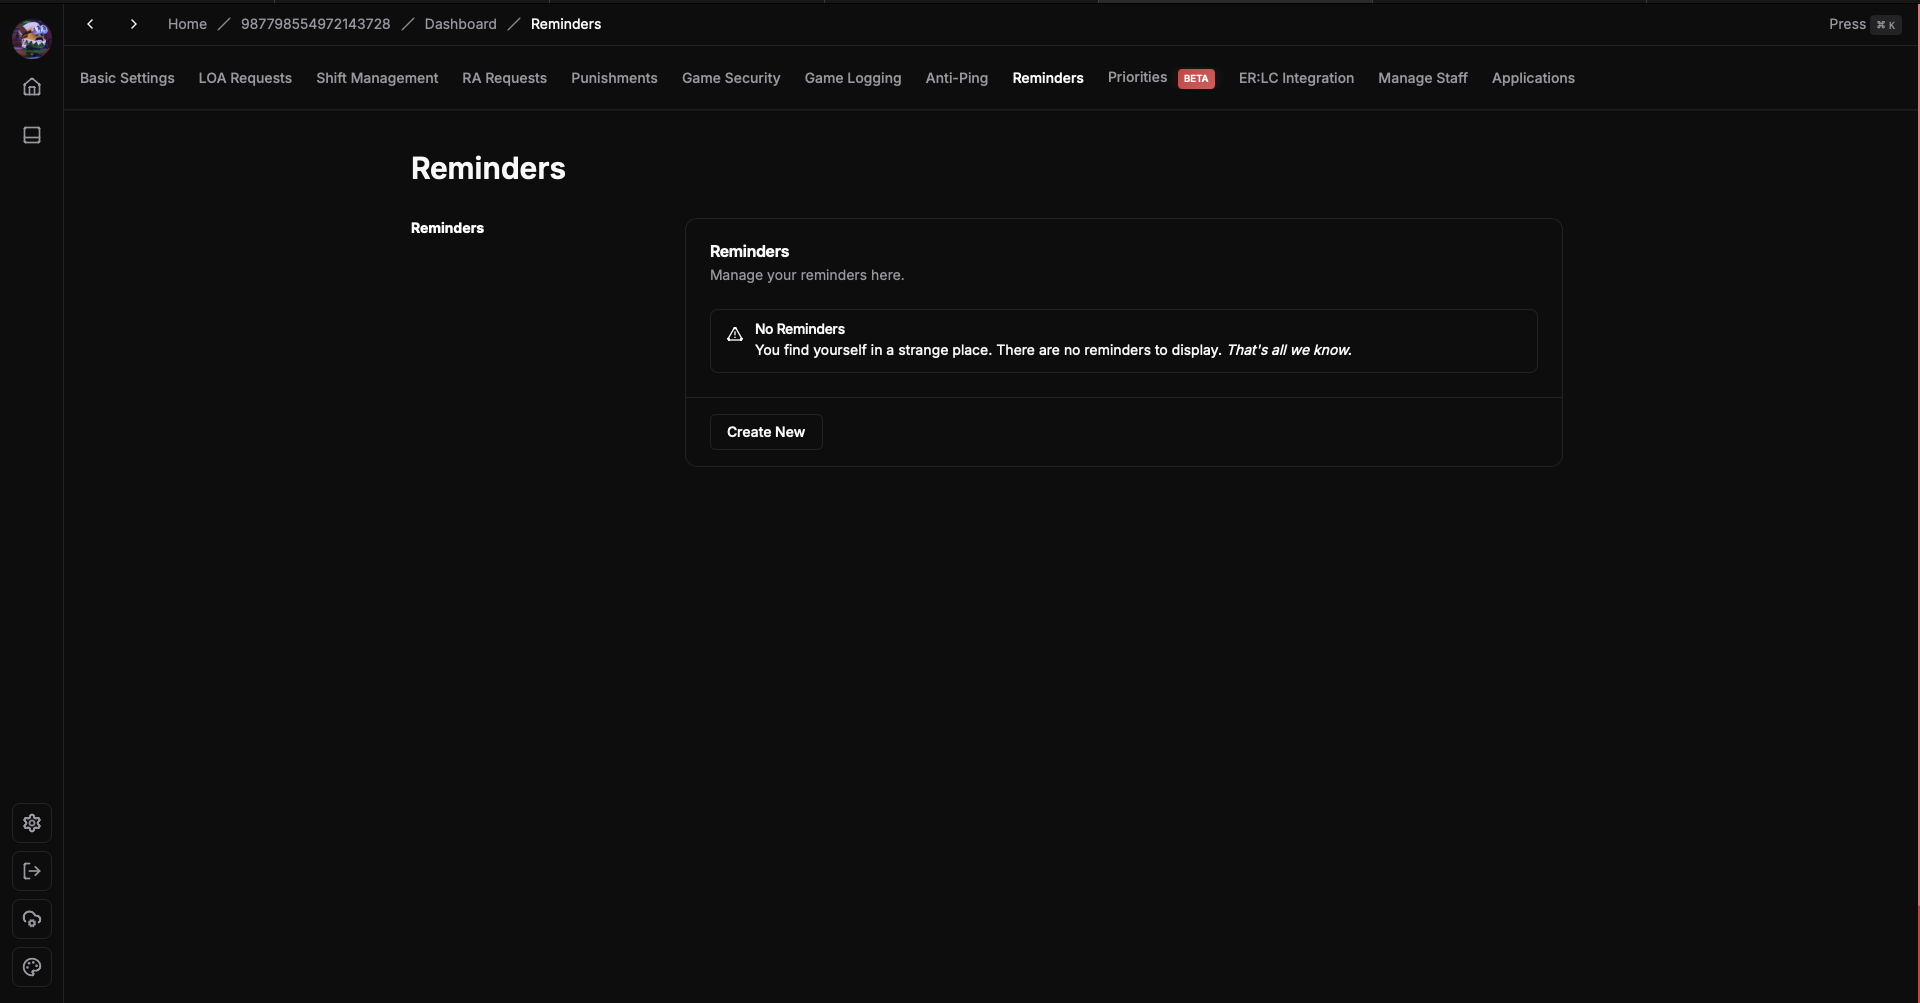 Home / 987798554972143728 / Dashboard / Reminders
Press ⌘ K
Basic Settings LOA Requests Shift Management RA Requests Punishments Game Security Game Logging Anti-Ping Reminders Priorities BETA ER:LC Integration Manage Staff Applications
Reminders
Reminders
Reminders
Manage your reminders here.
No Reminders
You find yourself in a strange place. There are no reminders to display. That's all we know.
Create New